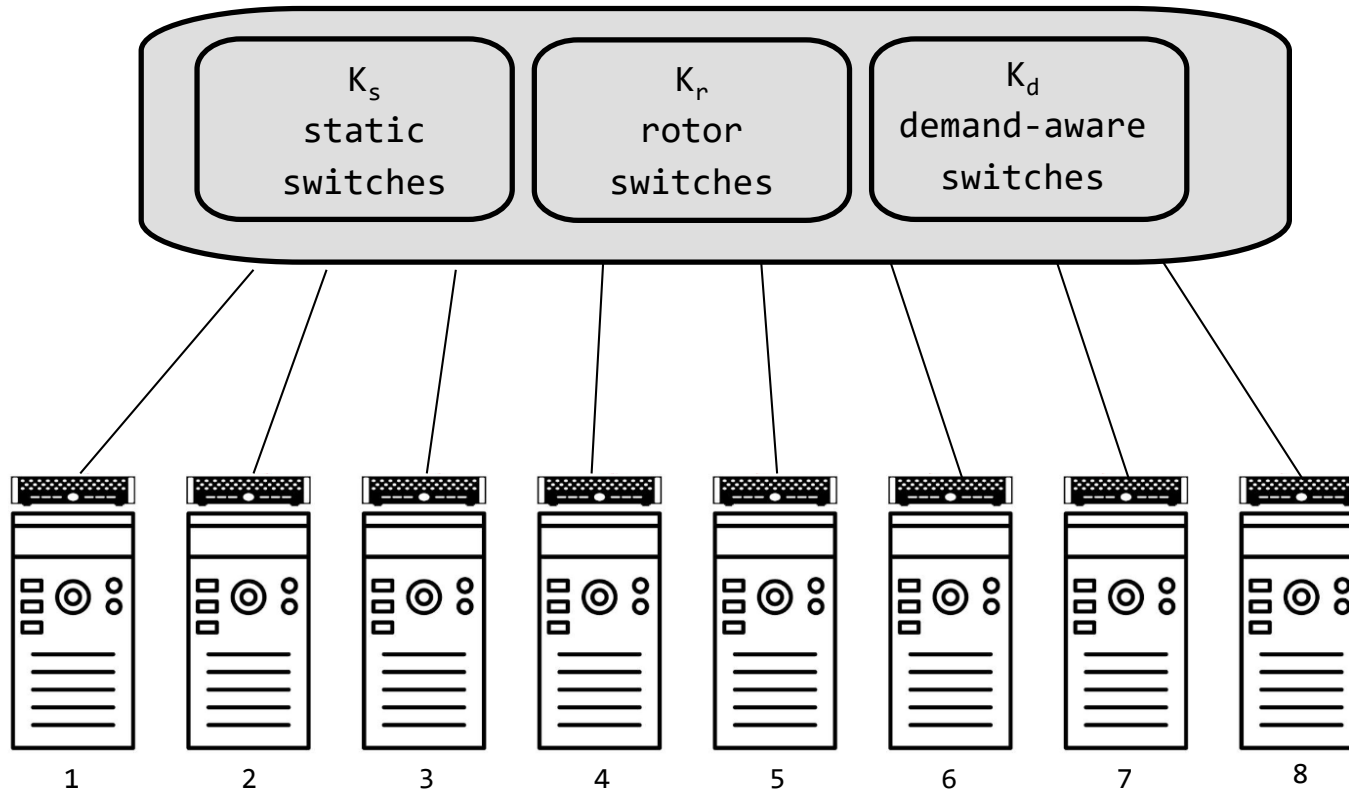 K_s
static
switches
K_r
rotor
switches
K_d
demand-aware
switches
1 2 3 4 5 6 7 8